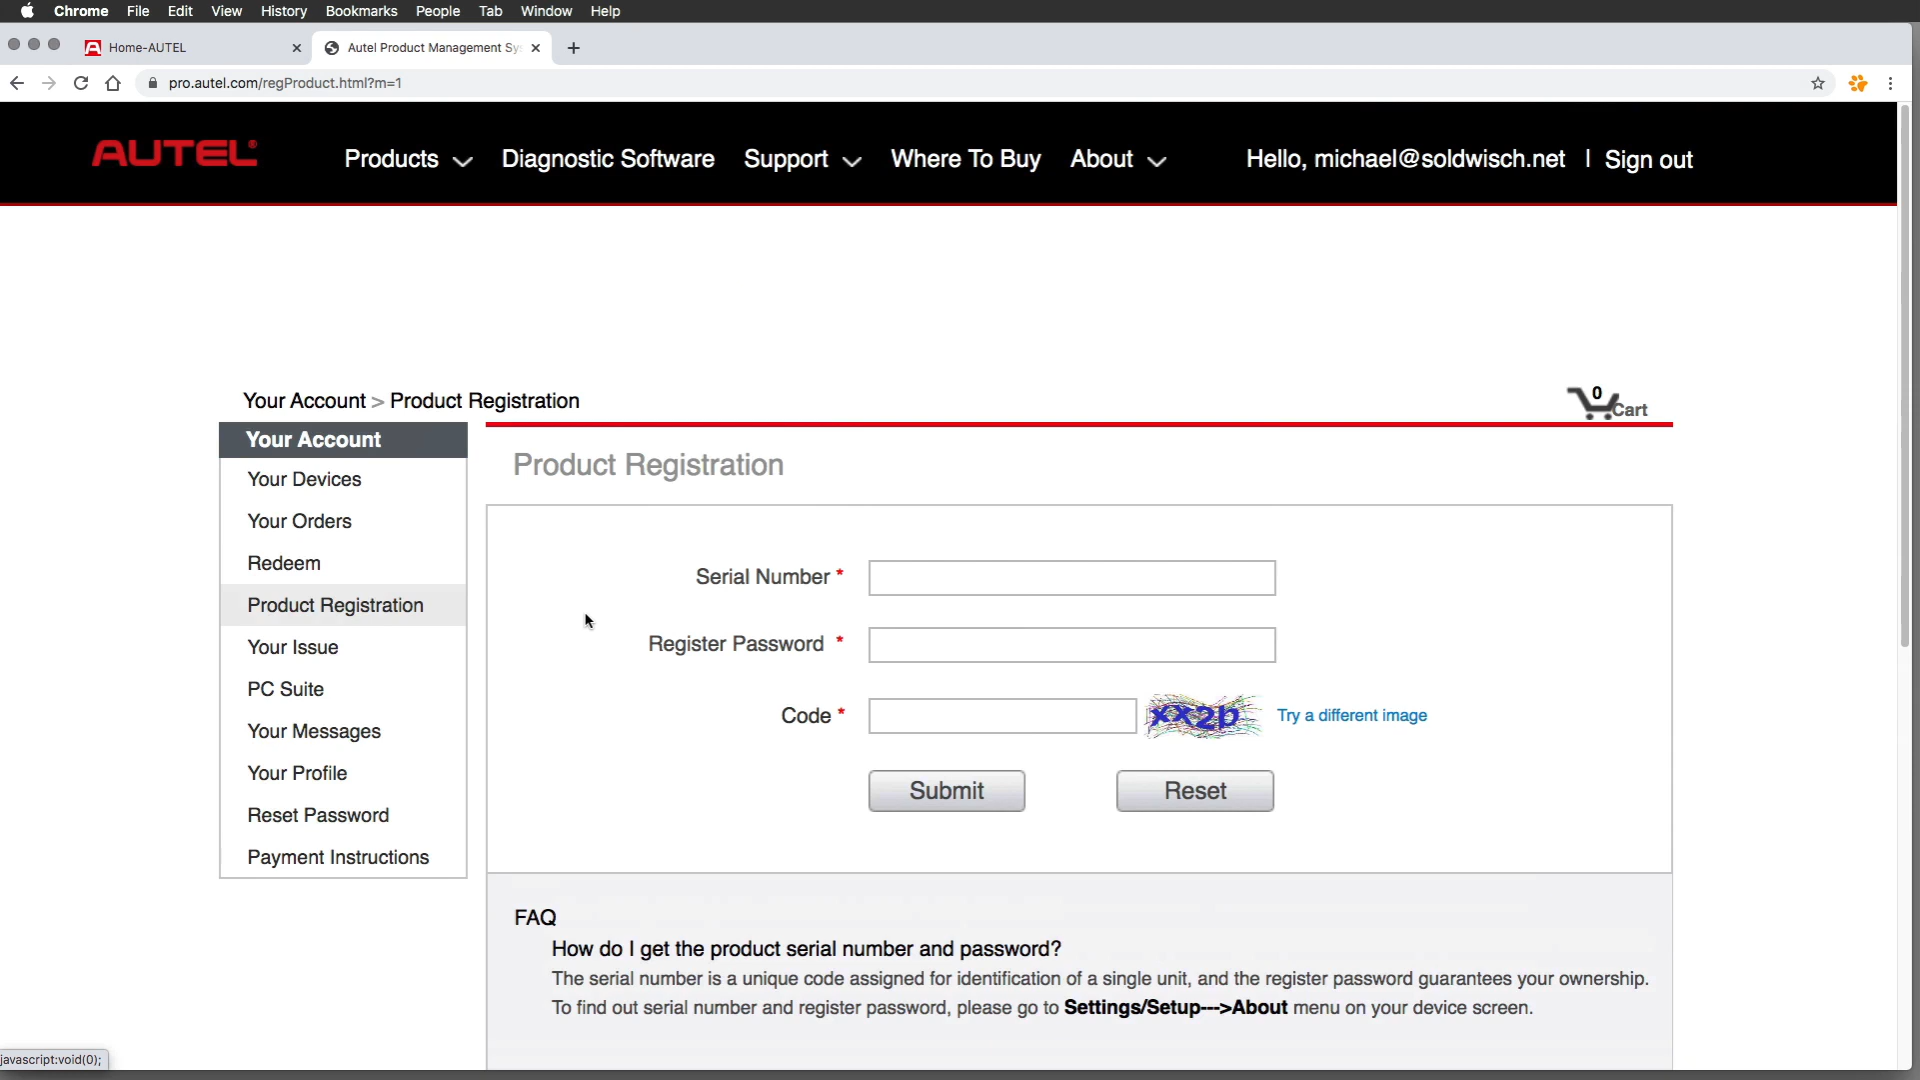 Chrome File Edit View History Bookmarks People Tab Window Help
Home-AUTEL Autel Product Management Sy
pro.autel.com/regProduct.html?m=1
AUTEL Products Diagnostic Software Support Where To Buy About Hello, michael@soldwisch.net | Sign out
0
Cart
Your Account > Product Registration
Your Account
Your Devices
Your Orders
Redeem
Product Registration
Your Issue
PC Suite
Your Messages
Your Profile
Reset Password
Payment Instructions
Product Registration
Serial Number *
Register Password *
Code * xx2b Try a different image
Submit Reset
FAQ
How do I get the product serial number and password?
The serial number is a unique code assigned for identification of a single unit, and the register password guarantees your ownership.
To find out serial number and register password, please go to Settings/Setup--->About menu on your device screen.
javascript:void(0);